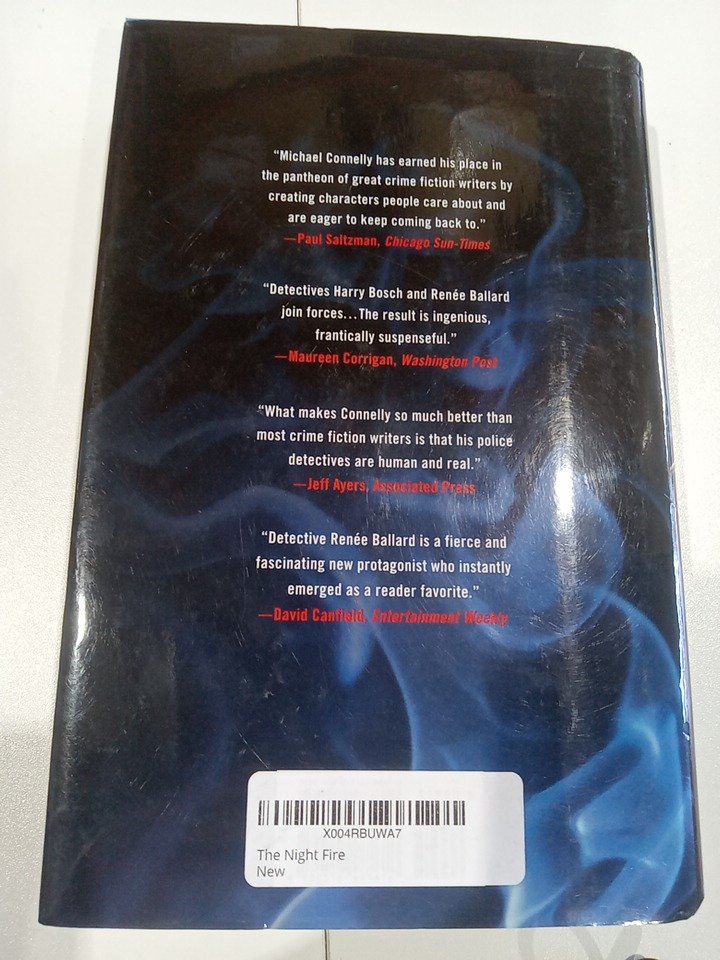 “Michael Connelly has earned his place in
the pantheon of great crime fiction writers by
creating characters people care about and
are eager to keep coming back to.”
—Paul Saltzman, Chicago Sun-Times
“Detectives Harry Bosch and Renée Ballard
join forces...The result is ingenious,
frantically suspenseful.”
—Maureen Corrigan, Washington Post
“What makes Connelly so much better than
most crime fiction writers is that his police
detectives are human and real.”
—Jeff Ayers, Associated Press
“Detective Renée Ballard is a fierce and
fascinating new protagonist who instantly
emerged as a reader favorite.”
—David Canfield, Entertainment Weekly
X004RBUWA7
The Night Fire
New